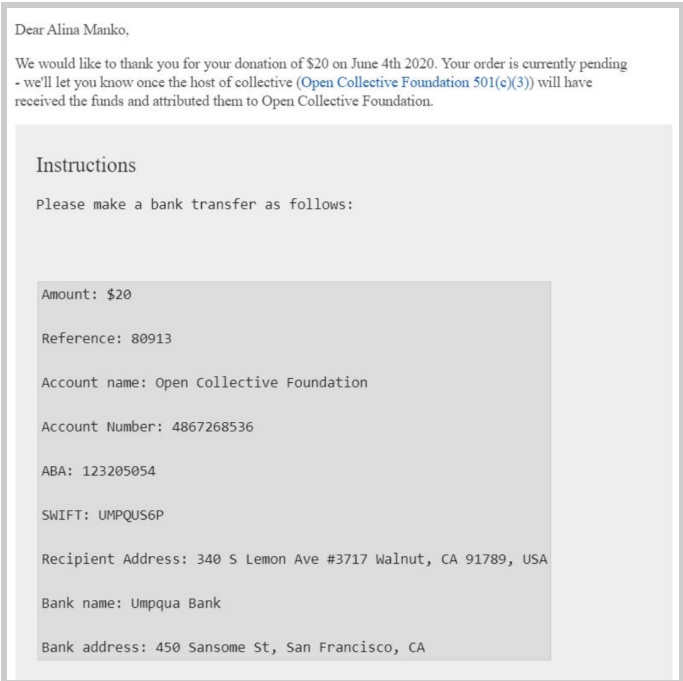 Dear Alina Manko,
We would like to thank you for your donation of $20 on June 4th 2020. Your order is currently pending
- we'll let you know once the host of collective (Open Collective Foundation 501(c)(3)) will have
received the funds and attributed them to Open Collective Foundation.
Instructions
Please make a bank transfer as follows:
Amount: $20
Reference: 80913
Account name: Open Collective Foundation
Account Number: 4867268536
ABA: 123205054
SWIFT: UMPQUS6P
Recipient Address: 340 S Lemon Ave #3717 Walnut, CA 91789, USA
Bank name: Umpqua Bank
Bank address: 450 Sansome St, San Francisco, CA